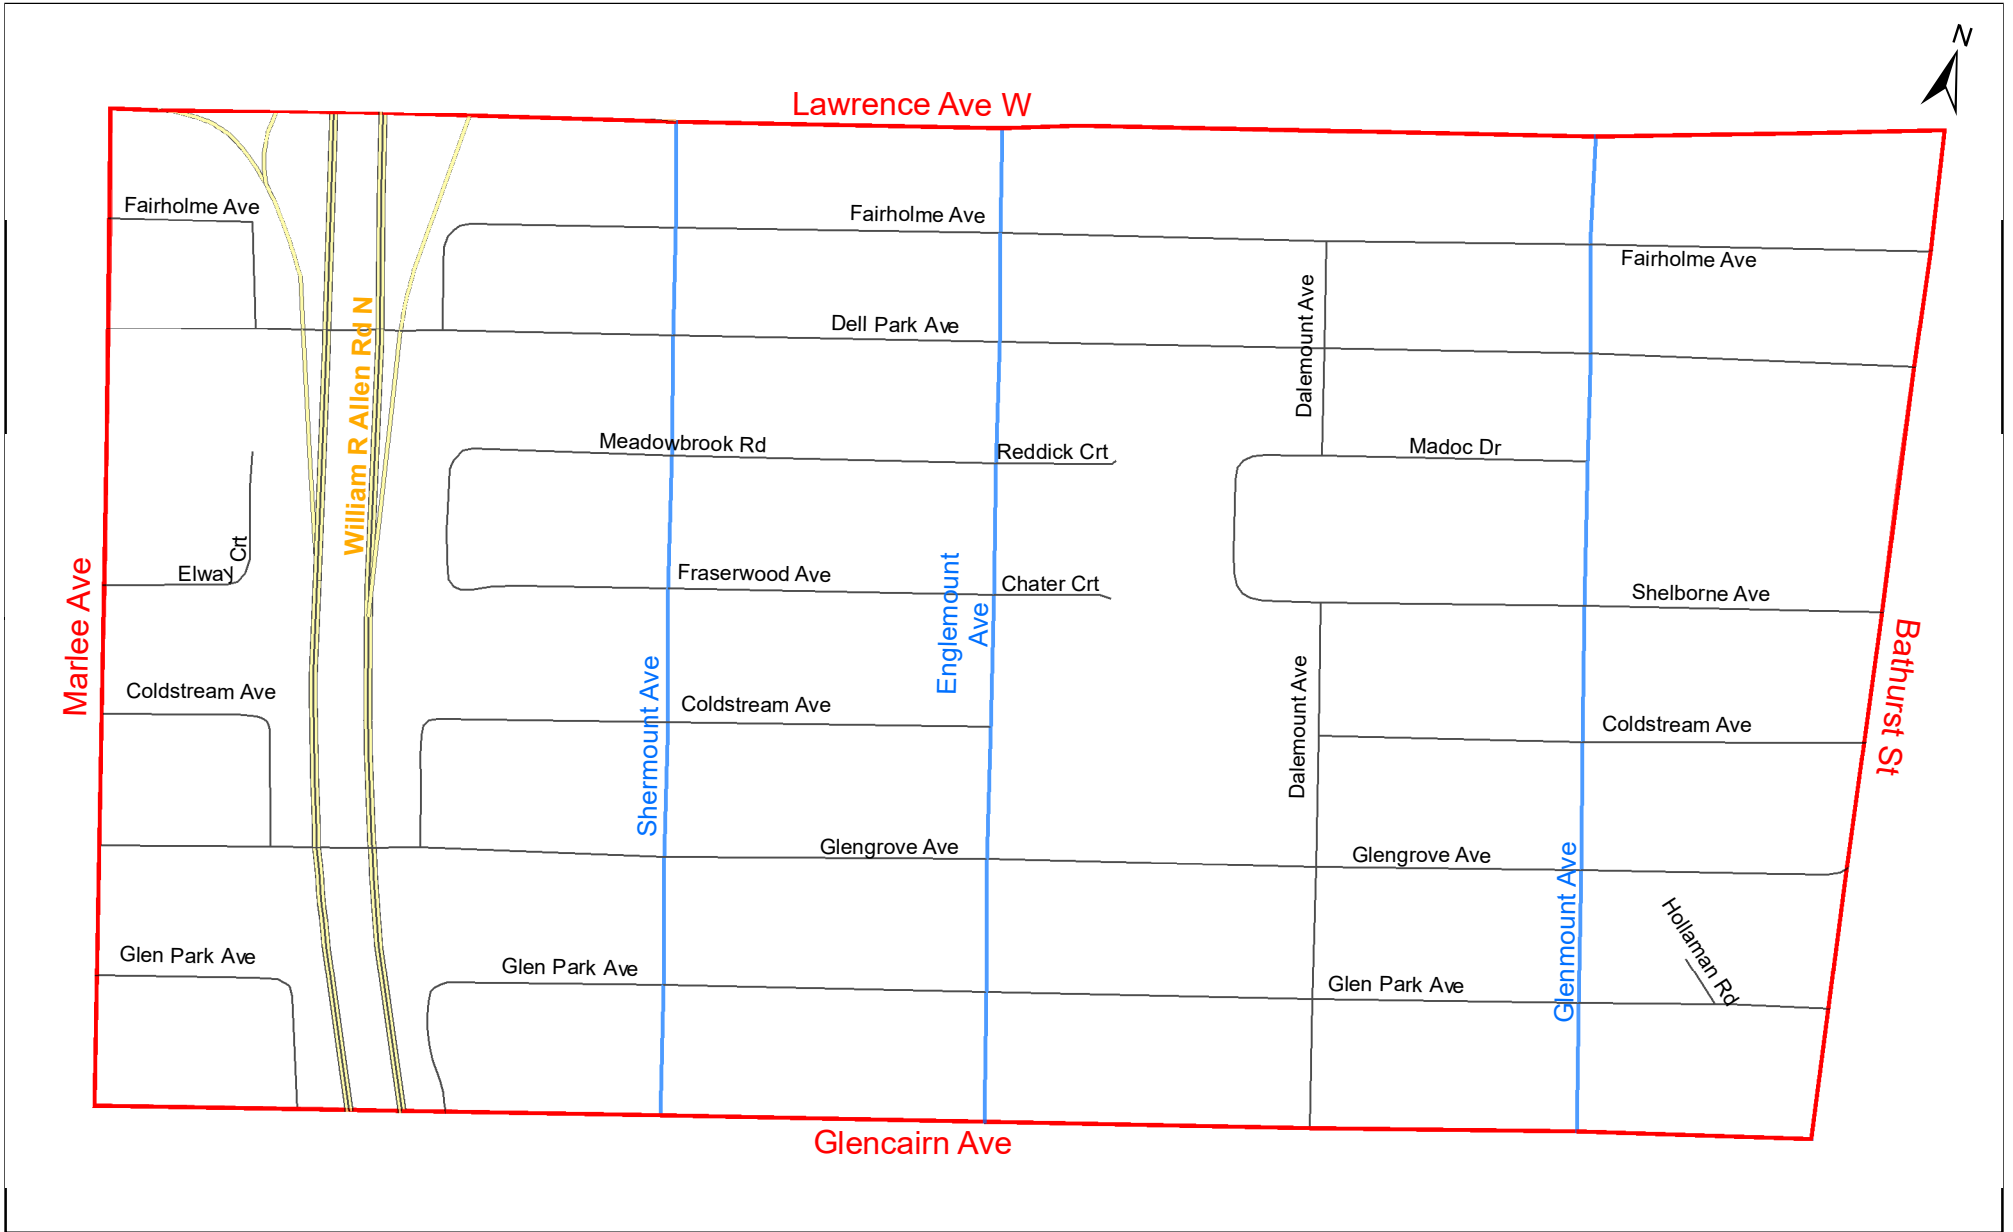 N
Lawrence Ave W
Fairholme Ave
Fairholme Ave
Fairholme Ave
Dell Park Ave
Dalemount Ave
William R Allen Rd N
Meadowbrook Rd
Reddick Crt
Madoc Dr
Elway Crt
Fraserwood Ave
Chater Crt
Shelborne Ave
Englemount
Ave
Marlee Ave
Bathurst St
Coldstream Ave
Shermount Ave
Coldstream Ave
Dalemount Ave
Coldstream Ave
Glengrove Ave
Glengrove Ave
Glenmount Ave
Hollaman Rd
Glen Park Ave
Glen Park Ave
Glen Park Ave
Glencairn Ave